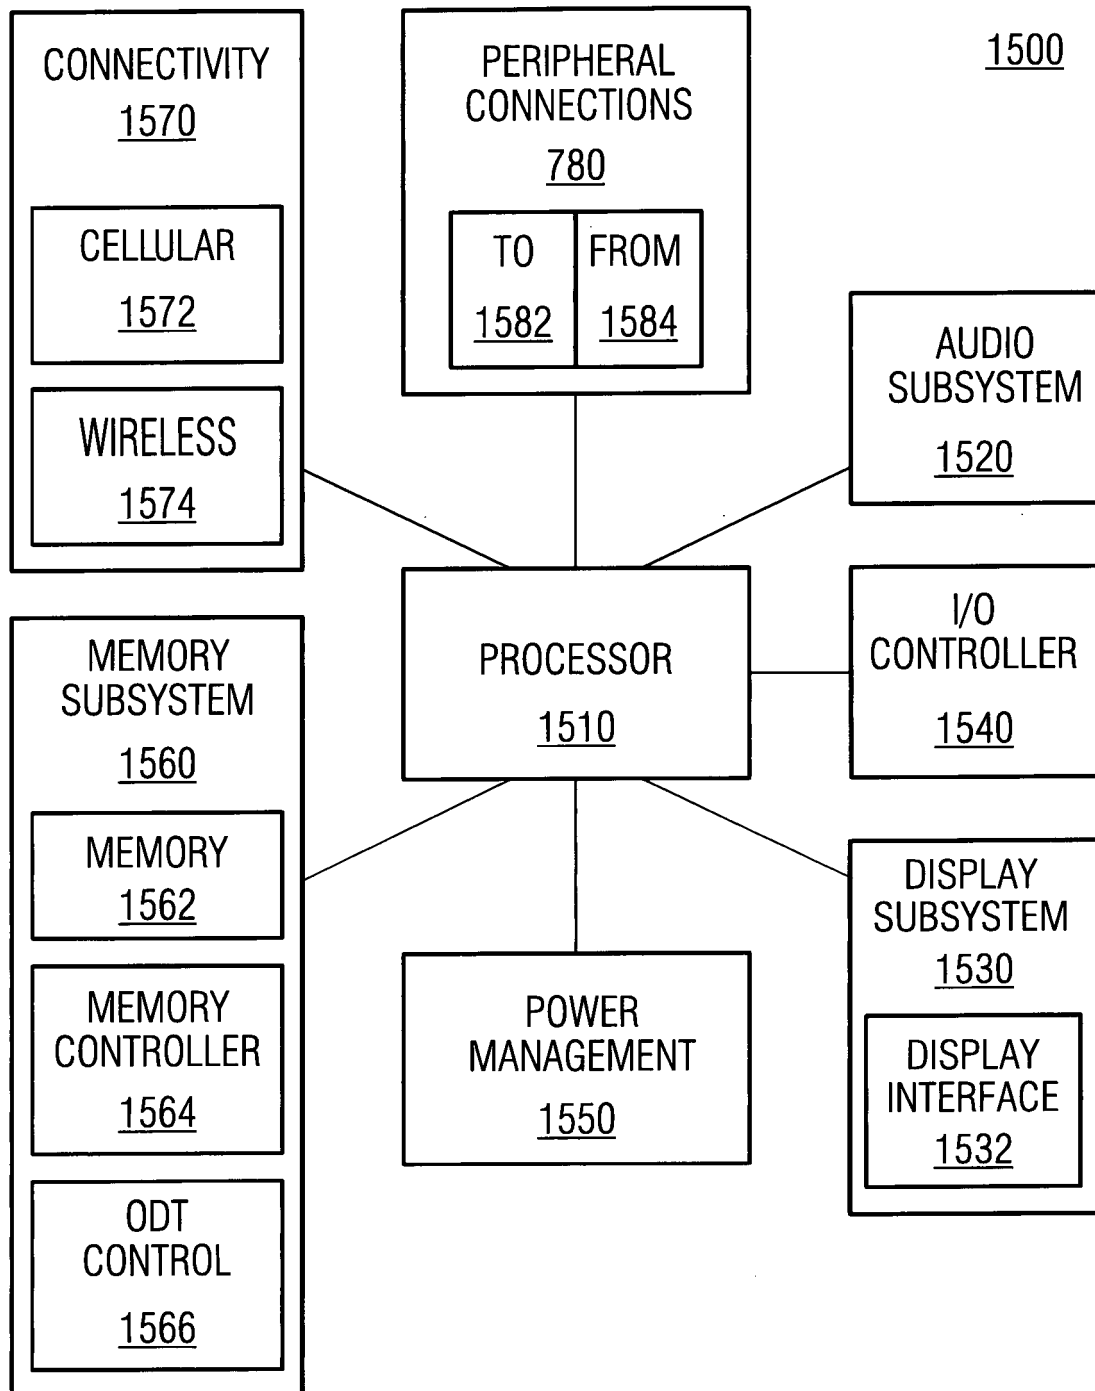 1500
CONNECTIVITY
1570
CELLULAR
1572
WIRELESS
1574
PERIPHERAL
CONNECTIONS
780
TO
1582
FROM
1584
AUDIO
SUBSYSTEM
1520
PROCESSOR
1510
I/O
CONTROLLER
1540
MEMORY
SUBSYSTEM
1560
MEMORY
1562
MEMORY
CONTROLLER
1564
ODT
CONTROL
1566
POWER
MANAGEMENT
1550
DISPLAY
SUBSYSTEM
1530
DISPLAY
INTERFACE
1532